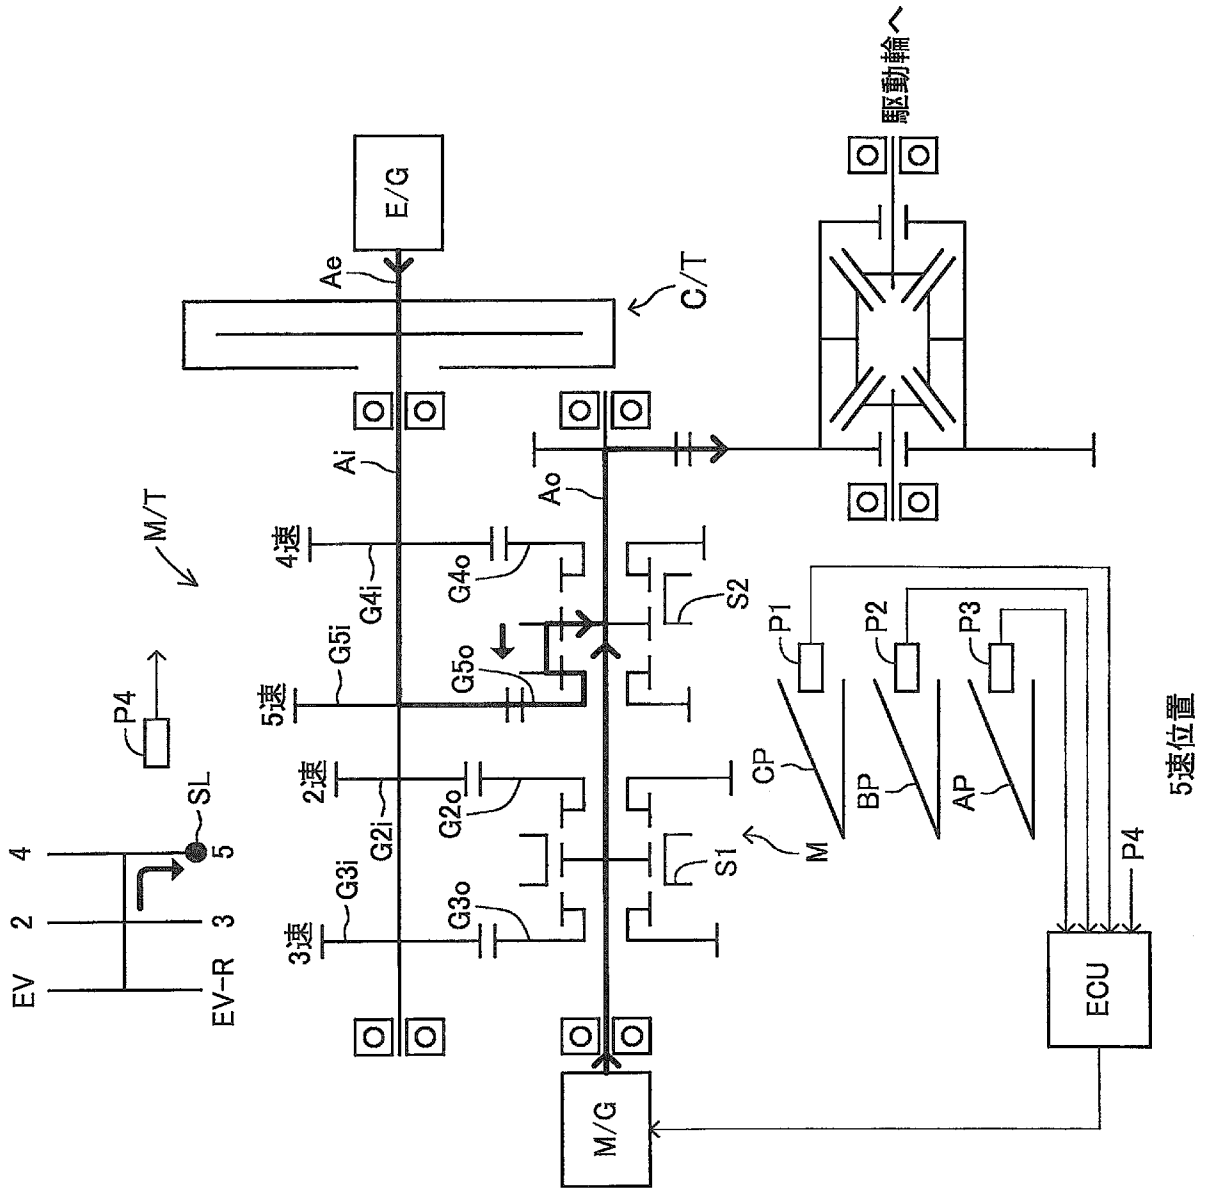 EV
2
4
EV-R
3
5
SL
P4
M/T
3速
2速
5速
4速
G3i
G2i
G5i
G4i
Ai
Ae
E/G
C/T
G3o
G2o
G5o
G4o
Ao
S1
S2
M
M/G
CP
BP
AP
P1
P2
P3
P4
ECU
駆動輪へ
5速位置